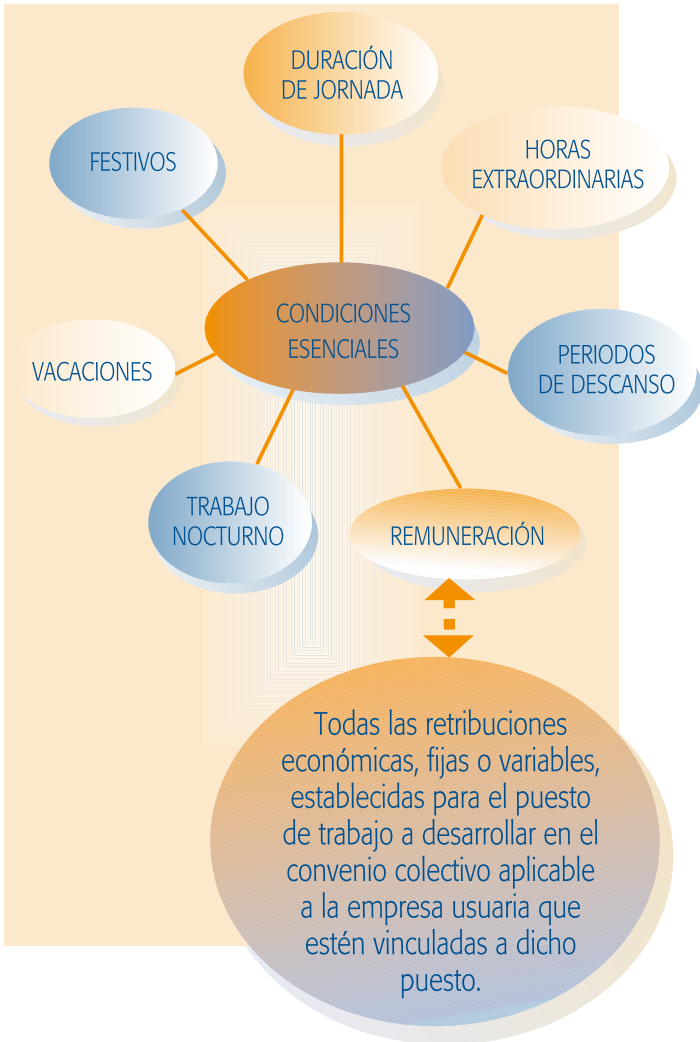 DURACIÓN
DE JORNADA
FESTIVOS
HORAS
EXTRAORDINARIAS
CONDICIONES
ESENCIALES
VACACIONES
PERIODOS
DE DESCANSO
TRABAJO
NOCTURNO
REMUNERACIÓN
Todas las retribuciones
económicas, fijas o variables,
establecidas para el puesto
de trabajo a desarrollar en el
convenio colectivo aplicable
a la empresa usuaria que
estén vinculadas a dicho
puesto.